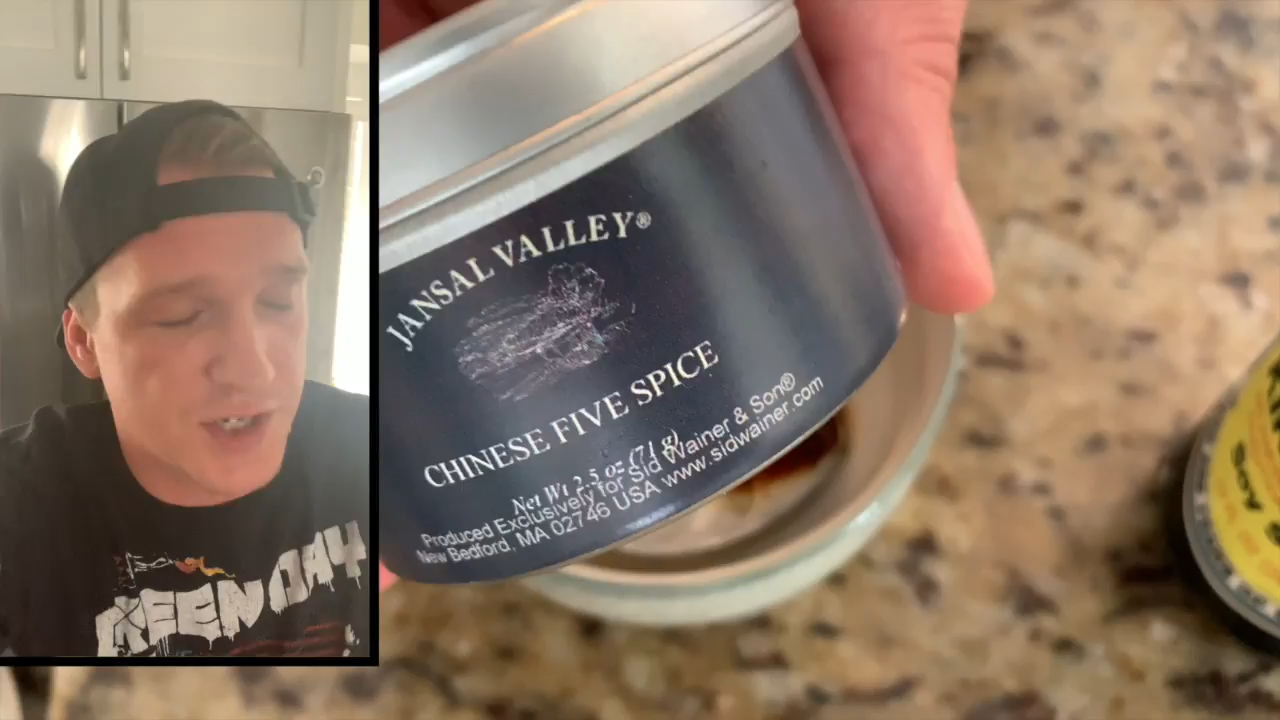 JANSAL VALLEY®
CHINESE FIVE SPICE
Net Wt 2.5 oz (71 g)
Produced Exclusively for Sid Wainer & Son®
New Bedford, MA 02746 USA www.sidwainer.com
GREEN DAY
SOY